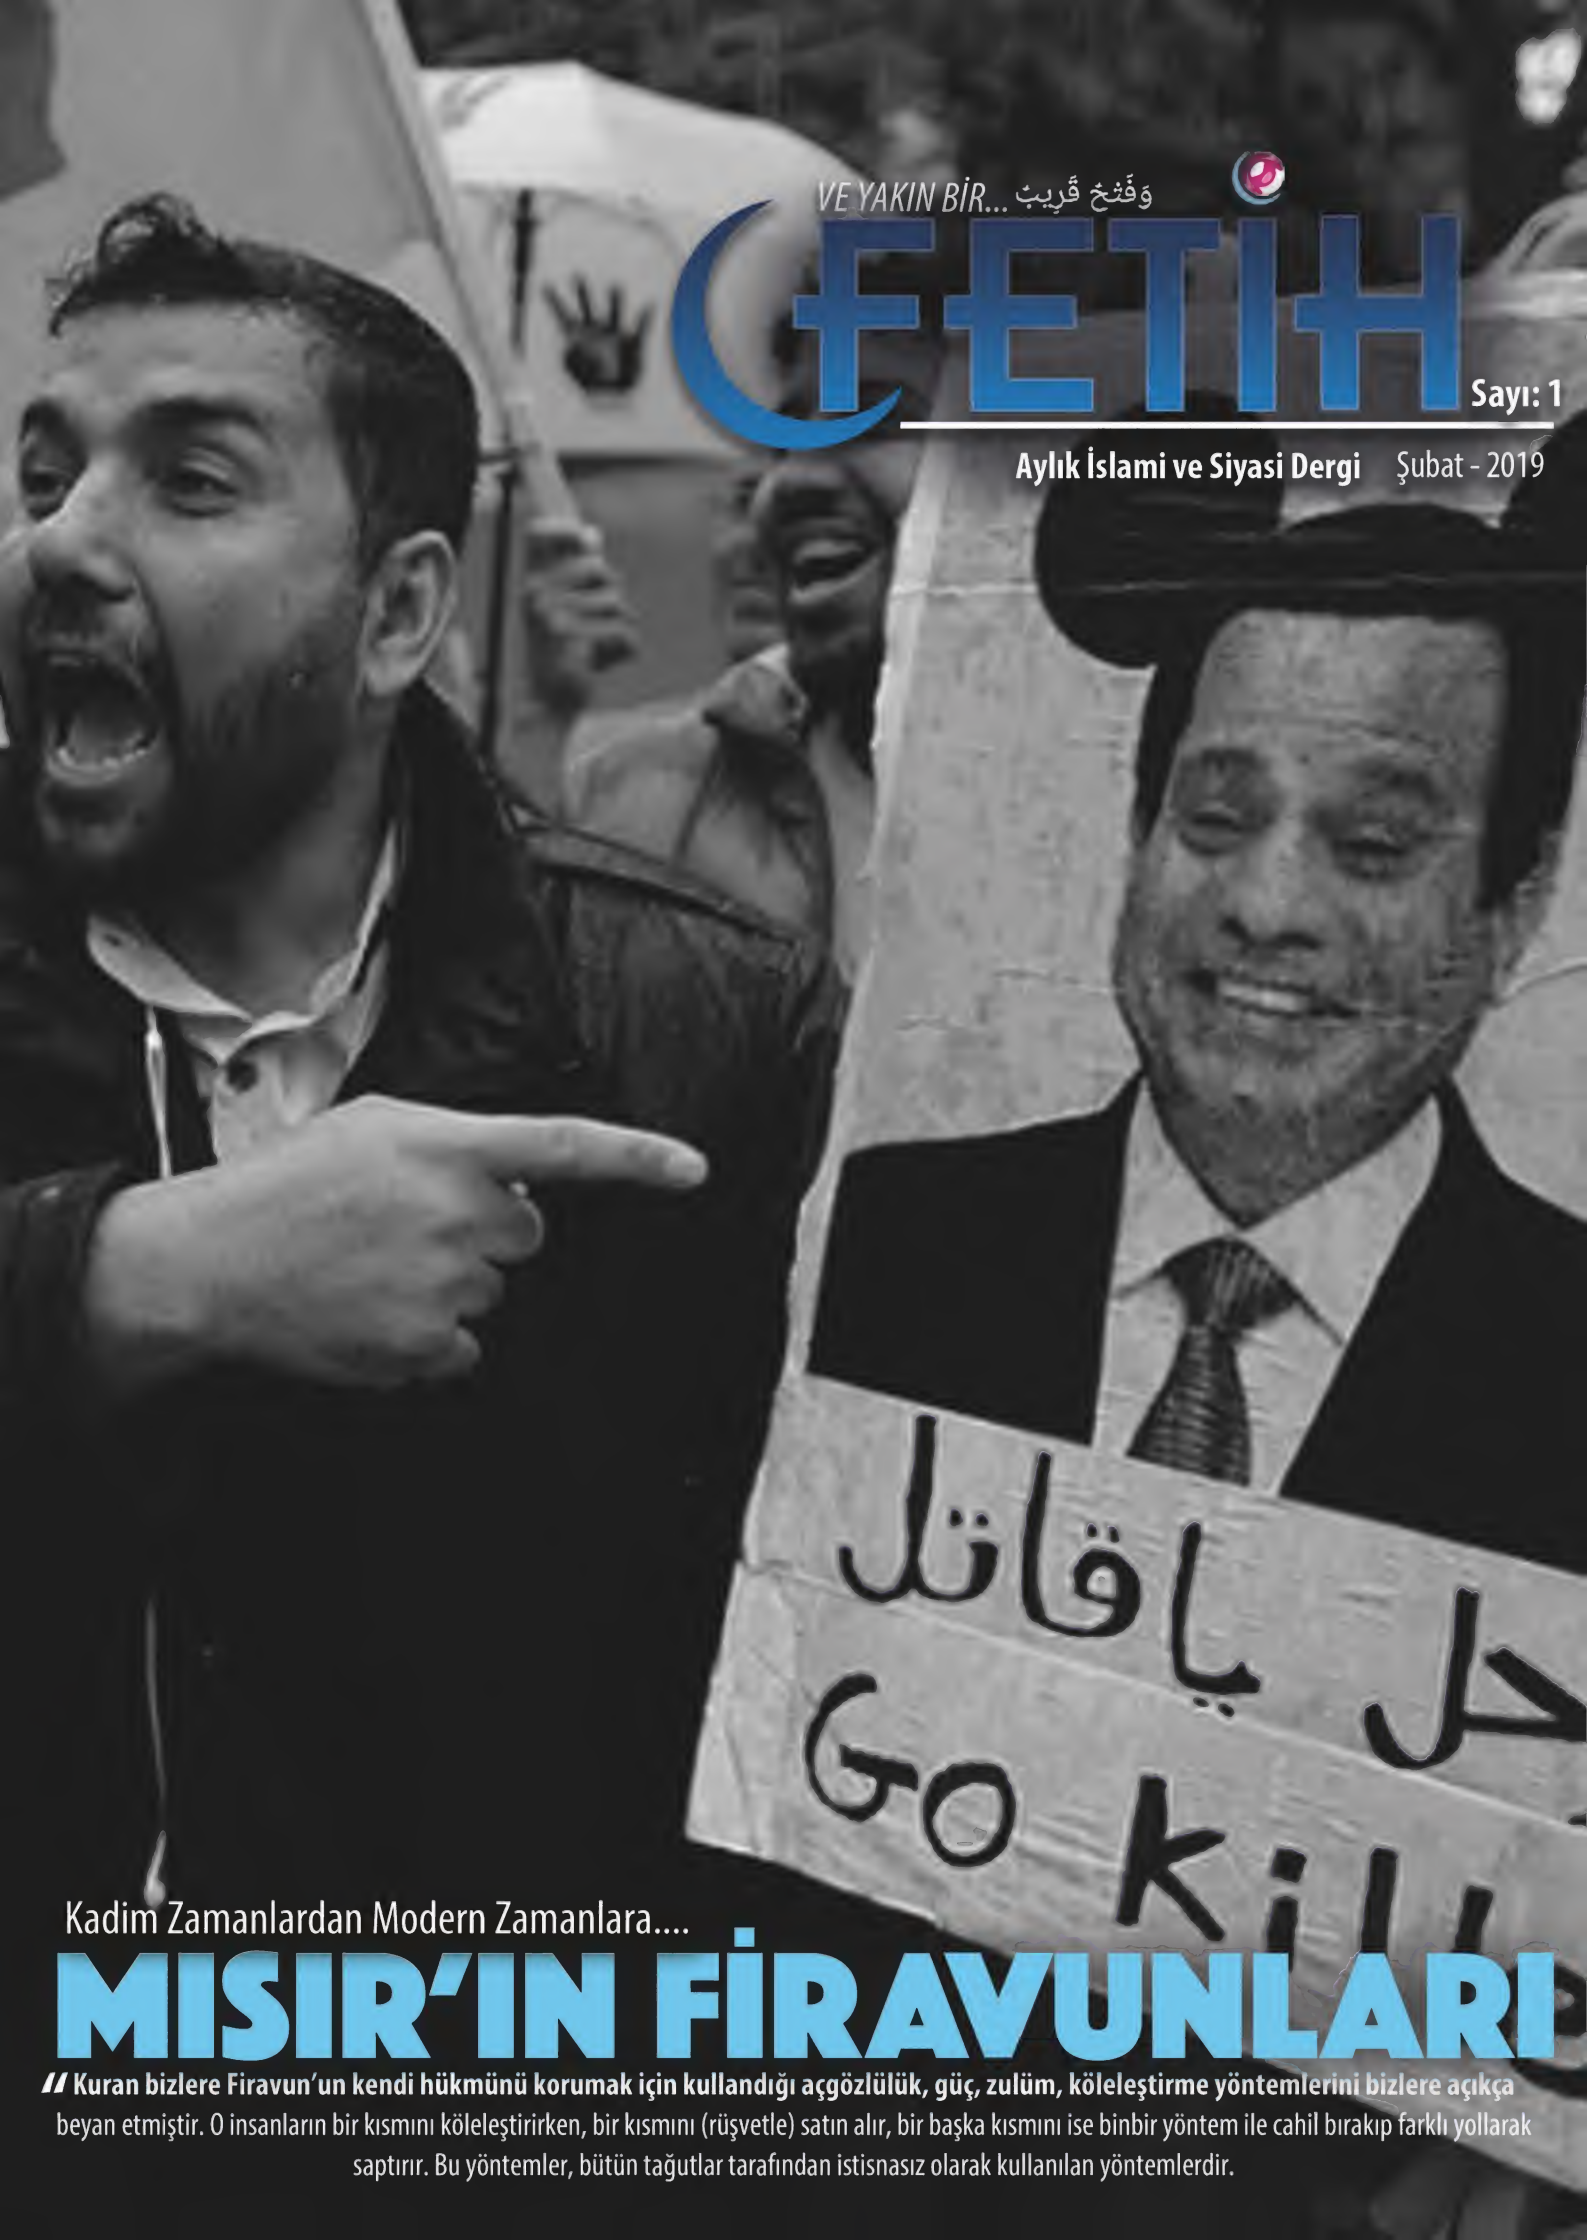 VE YAKIN BİR... وَفَتْحٌ قَرِيبٌ
FETİH
Sayı: 1
Aylık İslami ve Siyasi Dergi Şubat - 2019
حل ياقاتل
Go kille
Kadim Zamanlardan Modern Zamanlara....
MISIR’IN FİRAVUNLARI
“ Kuran bizlere Firavun’un kendi hükmünü korumak için kullandığı açgözlülük, güç, zulüm, köleleştirme yöntemlerini bizlere açıkça
beyan etmiştir. O insanların bir kısmını köleleştirirken, bir kısmını (rüşvetle) satın alır, bir başka kısmını ise binbir yöntem ile cahil bırakıp farklı yollarak
saptırır. Bu yöntemler, bütün tağutlar tarafından istisnasız olarak kullanılan yöntemlerdir.